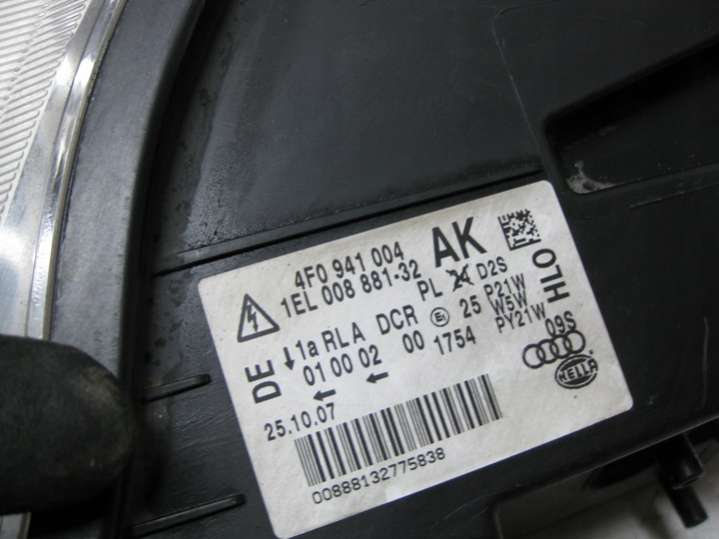 4F0 941 004 AK
1EL 008 881-32
PL D2S
DE 1a RL A DCR 25 P21W
W5W
01 00 02 00 1754 PY21W
HLO
09S
25.10.07
HELLA
00888132775838